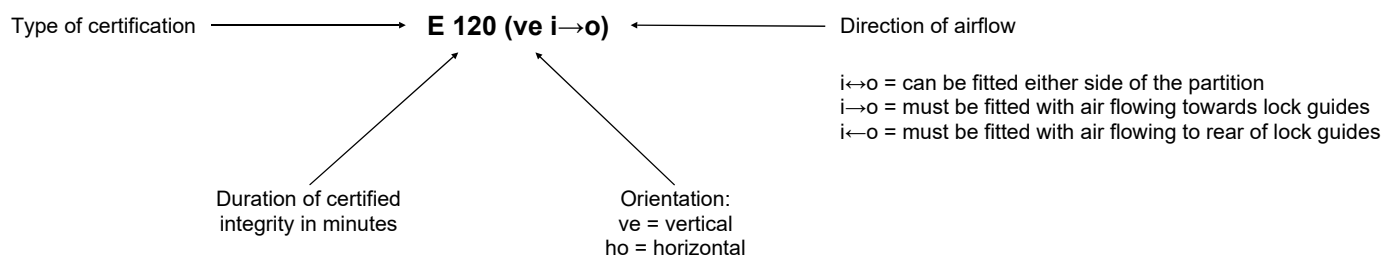 Type of certification
E 120 (ve i→o)
Direction of airflow
i↔o = can be fitted either side of the partition
i→o = must be fitted with air flowing towards lock guides
i←o = must be fitted with air flowing to rear of lock guides
Duration of certified
integrity in minutes
Orientation:
ve = vertical
ho = horizontal